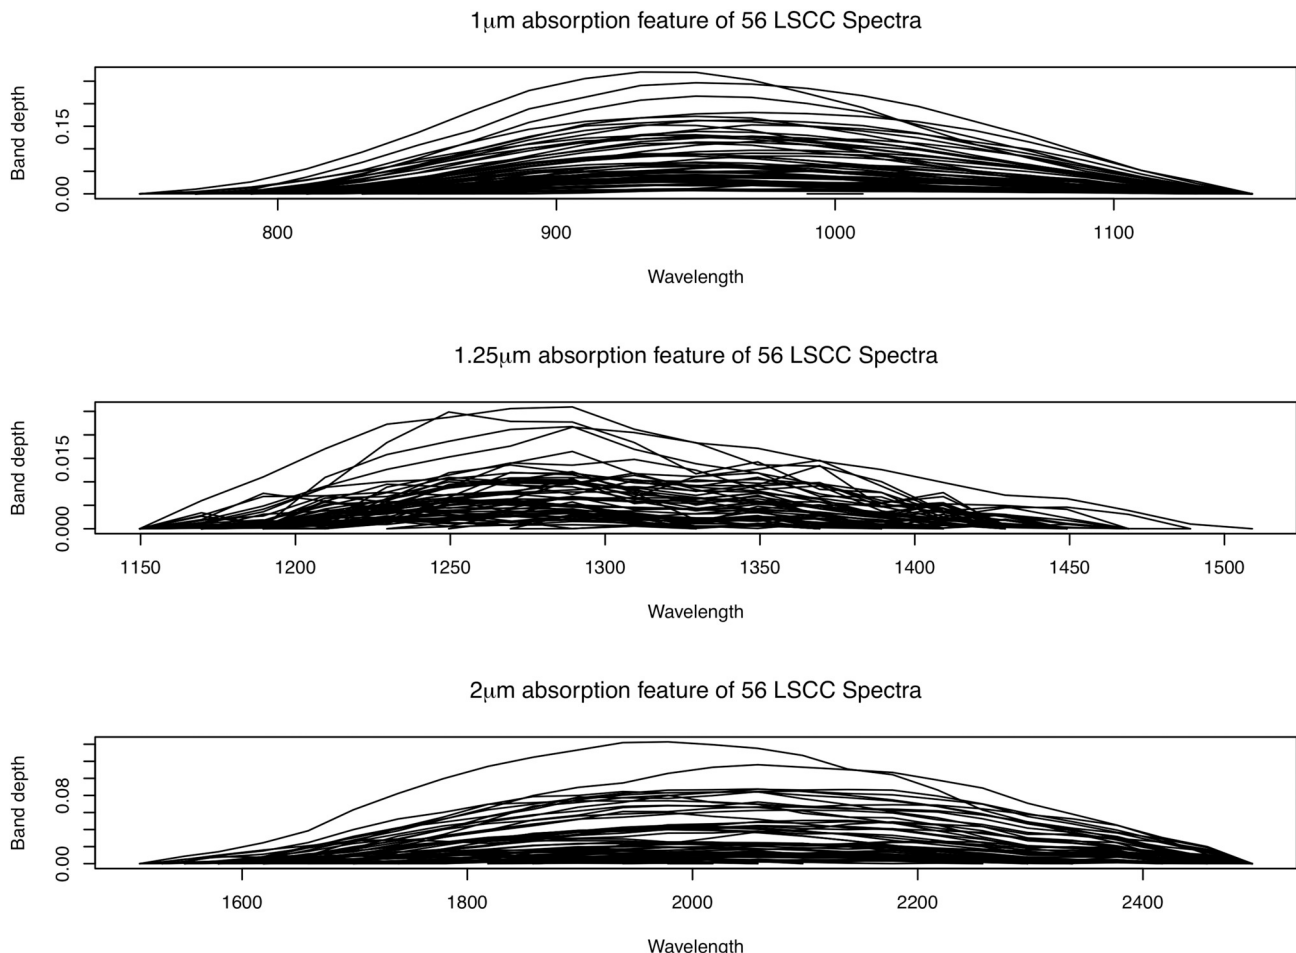 1μm absorption feature of 56 LSCC Spectra
Band depth
0.00
0.15
800 900 1000 1100
Wavelength
1.25μm absorption feature of 56 LSCC Spectra
Band depth
0.000
0.015
1150 1200 1250 1300 1350 1400 1450 1500
Wavelength
2μm absorption feature of 56 LSCC Spectra
Band depth
0.00
0.08
1600 1800 2000 2200 2400
Wavelength